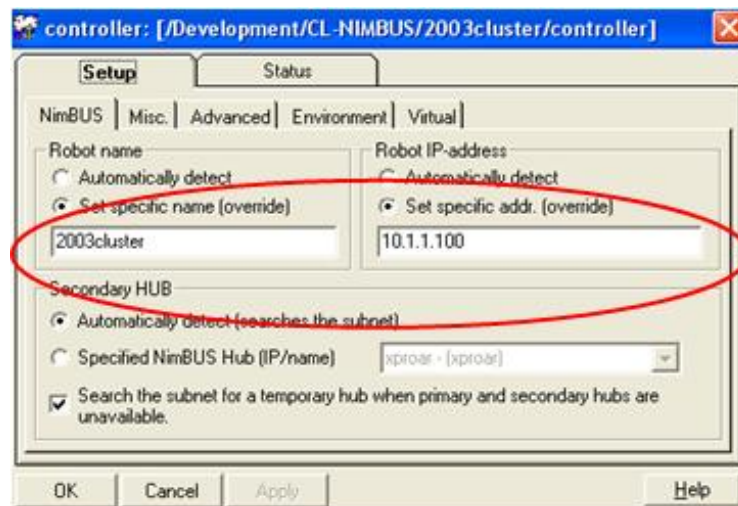 controller: [/Development/CL-NIMBUS/2003cluster/controller]
Setup Status
NimBUS Misc. Advanced Environment Virtual
Robot name
Automatically detect
Set specific name (override)
2003cluster
Robot IP-address
Automatically detect
Set specific addr. (override)
10.1.1.100
Secondary HUB
Automatically detect (searches the subnet)
Specified NimBUS Hub (IP/name) xproar - (xproar)
Search the subnet for a temporary hub when primary and secondary hubs are
unavailable.
OK Cancel Apply Help